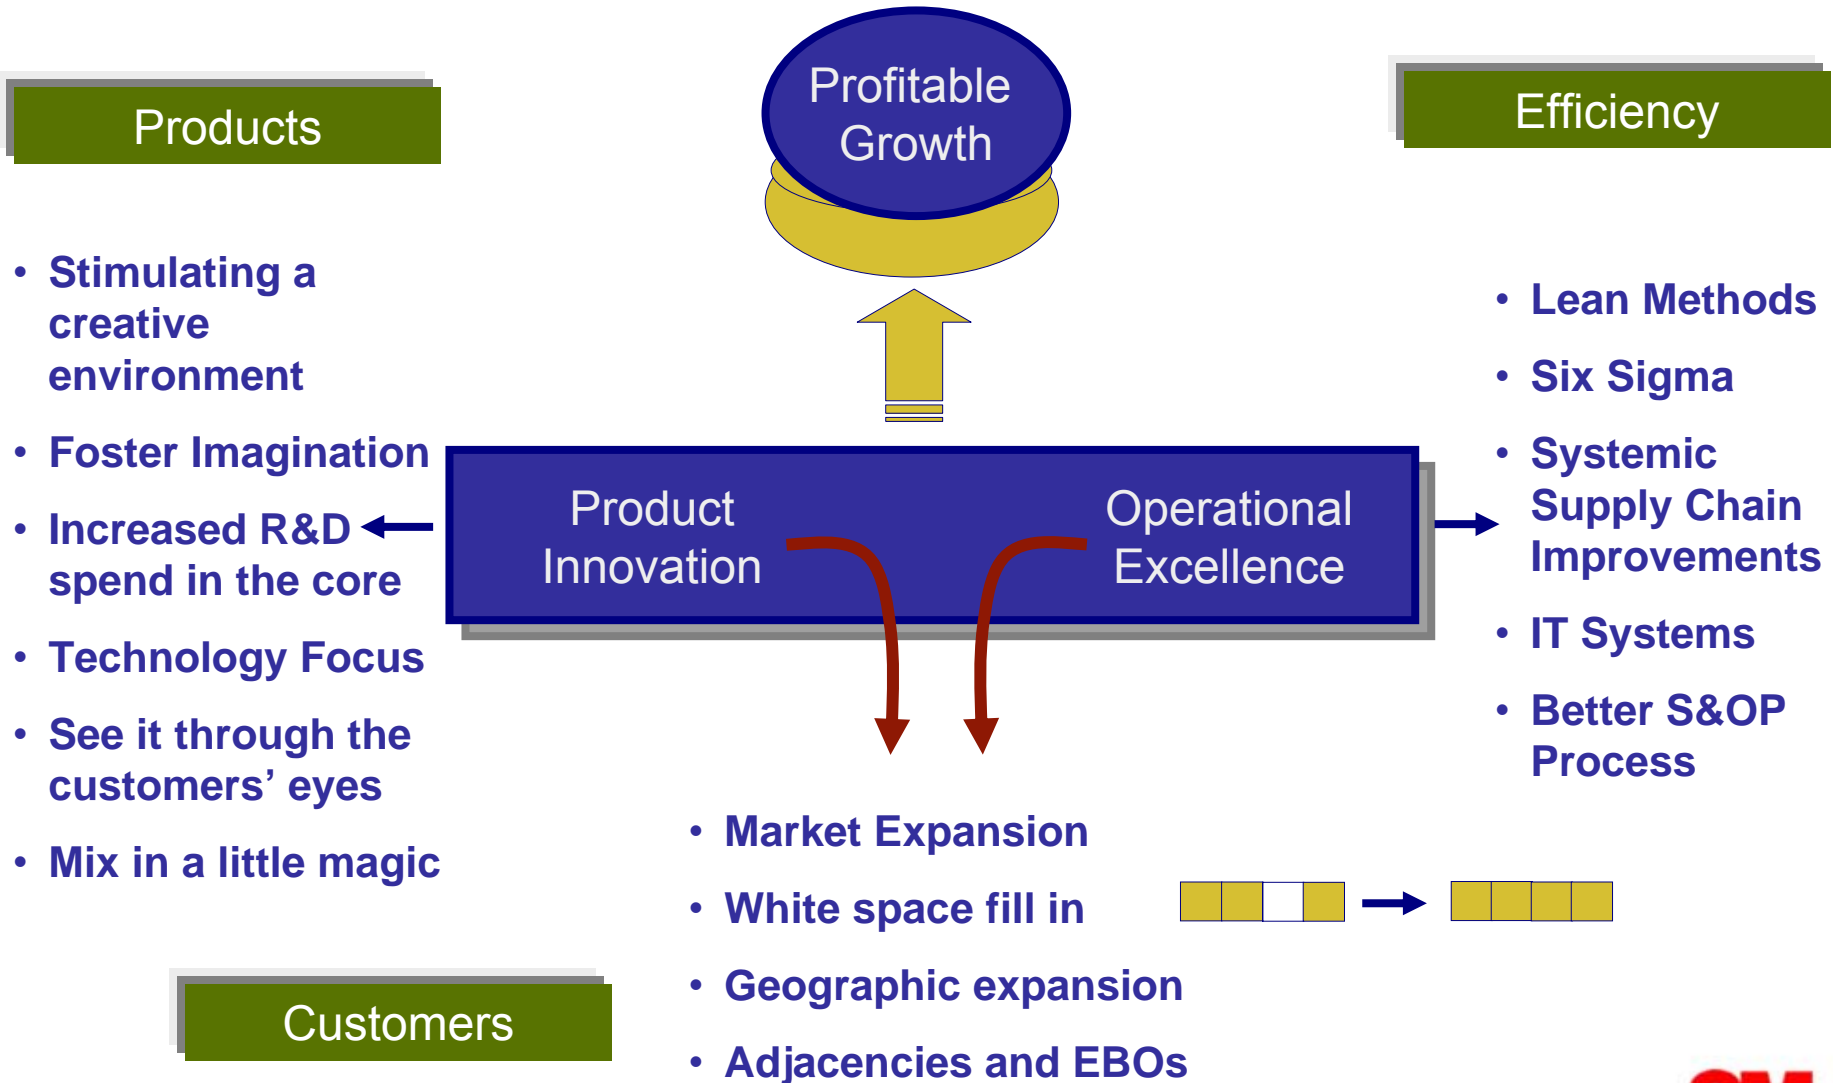 Profitable
Growth
Products
Efficiency
• Stimulating a
creative
environment
• Foster Imagination
• Increased R&D
spend in the core
• Technology Focus
• See it through the
customers’ eyes
• Mix in a little magic
Product
Innovation
Operational
Excellence
• Lean Methods
• Six Sigma
• Systemic
Supply Chain
Improvements
• IT Systems
• Better S&OP
Process
• Market Expansion
• White space fill in
• Geographic expansion
• Adjacencies and EBOs
Customers